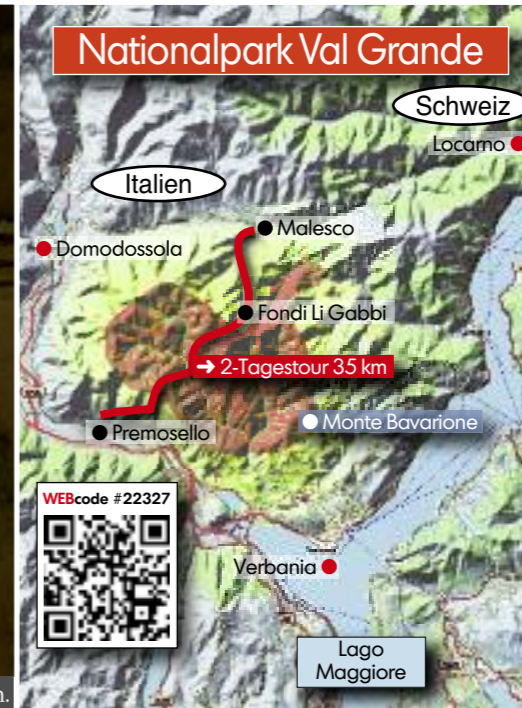 Nationalpark Val Grande
Schweiz
Locarno
Italien
Malesco
Domodossola
Fondi Li Gabbi
→ 2-Tagestour 35 km
Monte Bavarione
Premosello
WEBcode #22327
Verbania
Lago
Maggiore
n.